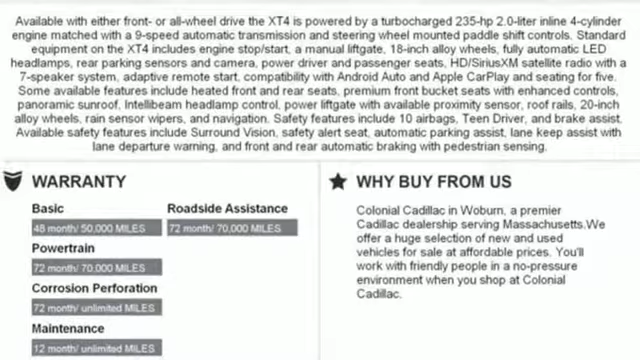 Available with either front- or all-wheel drive the XT4 is powered by a turbocharged 235-hp 2.0-liter inline 4-cylinder
engine matched with a 9-speed automatic transmission and steering wheel mounted paddle shift controls. Standard
equipment on the XT4 includes engine stop/start, a manual liftgate, 18-inch alloy wheels, fully automatic LED
headlamps, rear parking sensors and camera, power driver and passenger seats, HD/SiriusXM satellite radio with a
7-speaker system, adaptive remote start, compatibility with Android Auto and Apple CarPlay and seating for five.
Some available features include heated front and rear seats, premium front bucket seats with enhanced controls,
panoramic sunroof, Intellibeam headlamp control, power liftgate with available proximity sensor, roof rails, 20-inch
alloy wheels, rain sensor wipers, and navigation. Safety features include 10 airbags, Teen Driver, and brake assist.
Available safety features include Surround Vision, safety alert seat, automatic parking assist, lane keep assist with
lane departure warning, and front and rear automatic braking with pedestrian sensing.
WARRANTY
Basic
48 month/ 50,000 MILES
Roadside Assistance
72 month/ 70,000 MILES
Powertrain
72 month/ 70,000 MILES
Corrosion Perforation
72 month/ unlimited MILES
Maintenance
12 month/ unlimited MILES
WHY BUY FROM US
Colonial Cadillac in Woburn, a premier
Cadillac dealership serving Massachusetts.We
offer a huge selection of new and used
vehicles for sale at affordable prices. You'll
work with friendly people in a no-pressure
environment when you shop at Colonial
Cadillac.